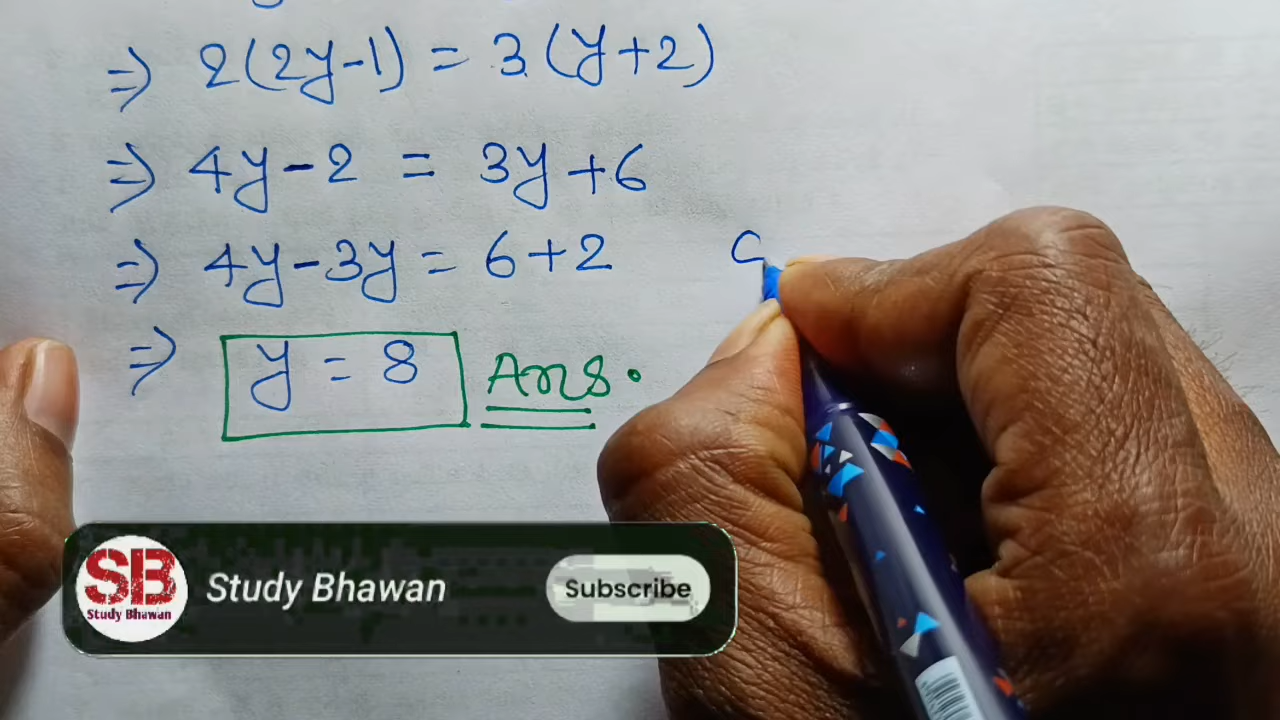 ⇒ 2(2y-1) = 3(y+2)
⇒ 4y-2 = 3y+6
⇒ 4y-3y = 6+2
⇒ y = 8 Ans.
SB
Study Bhawan
Study Bhawan
Subscribe